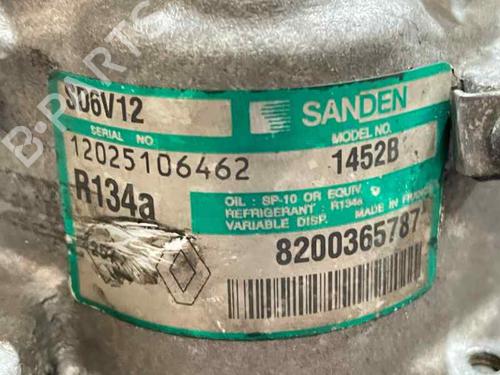 SD6V12
SANDEN
SERIAL NO
MODEL NO.
12025106462
1452B
R134a
OIL : SP-10 OR EQUIV.
REFRIGERANT : R134a
VARIABLE DISP. MADE IN FRANCE
8200365787
B-PARTS